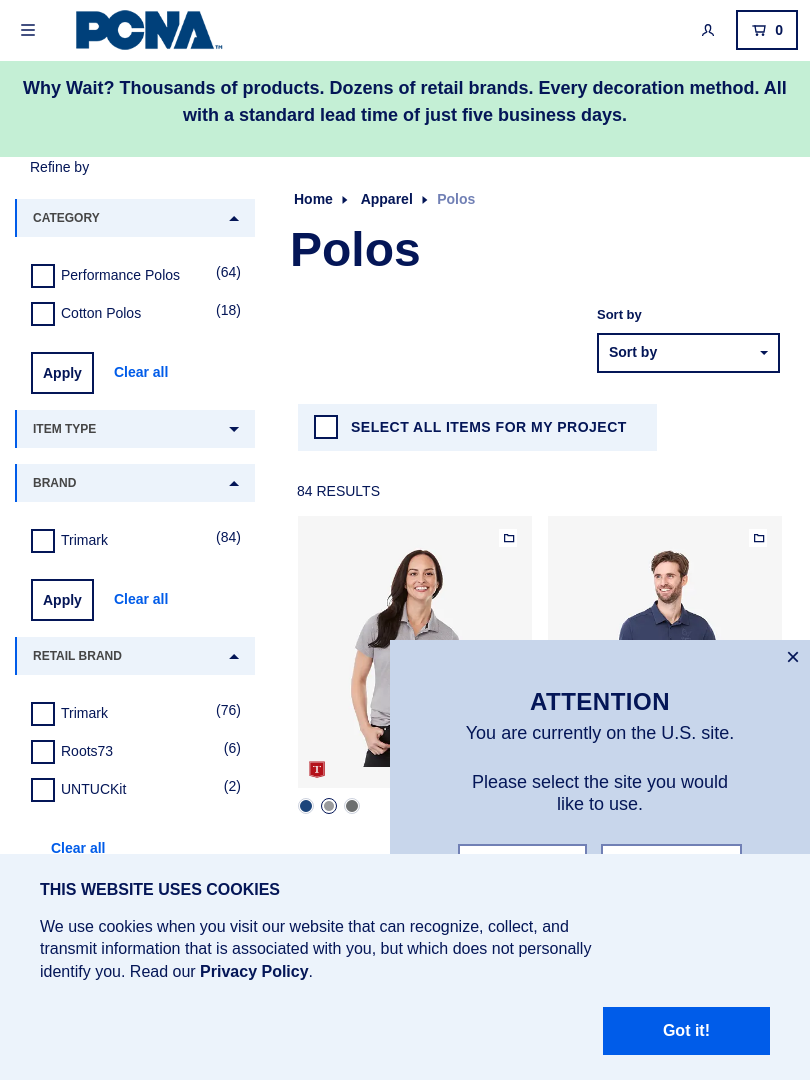 PCNA™
0
Why Wait? Thousands of products. Dozens of retail brands. Every decoration method. All
with a standard lead time of just five business days.
Refine by
CATEGORY
Performance Polos (64)
Cotton Polos (18)
Apply Clear all
ITEM TYPE
BRAND
Trimark (84)
Apply Clear all
RETAIL BRAND
Trimark (76)
Roots73 (6)
UNTUCKit (2)
Clear all
Home Apparel Polos
Polos
Sort by
Sort by
SELECT ALL ITEMS FOR MY PROJECT
84 RESULTS
T
ATTENTION
You are currently on the U.S. site.
Please select the site you would
like to use.
THIS WEBSITE USES COOKIES
We use cookies when you visit our website that can recognize, collect, and
transmit information that is associated with you, but which does not personally
identify you. Read our Privacy Policy.
Got it!